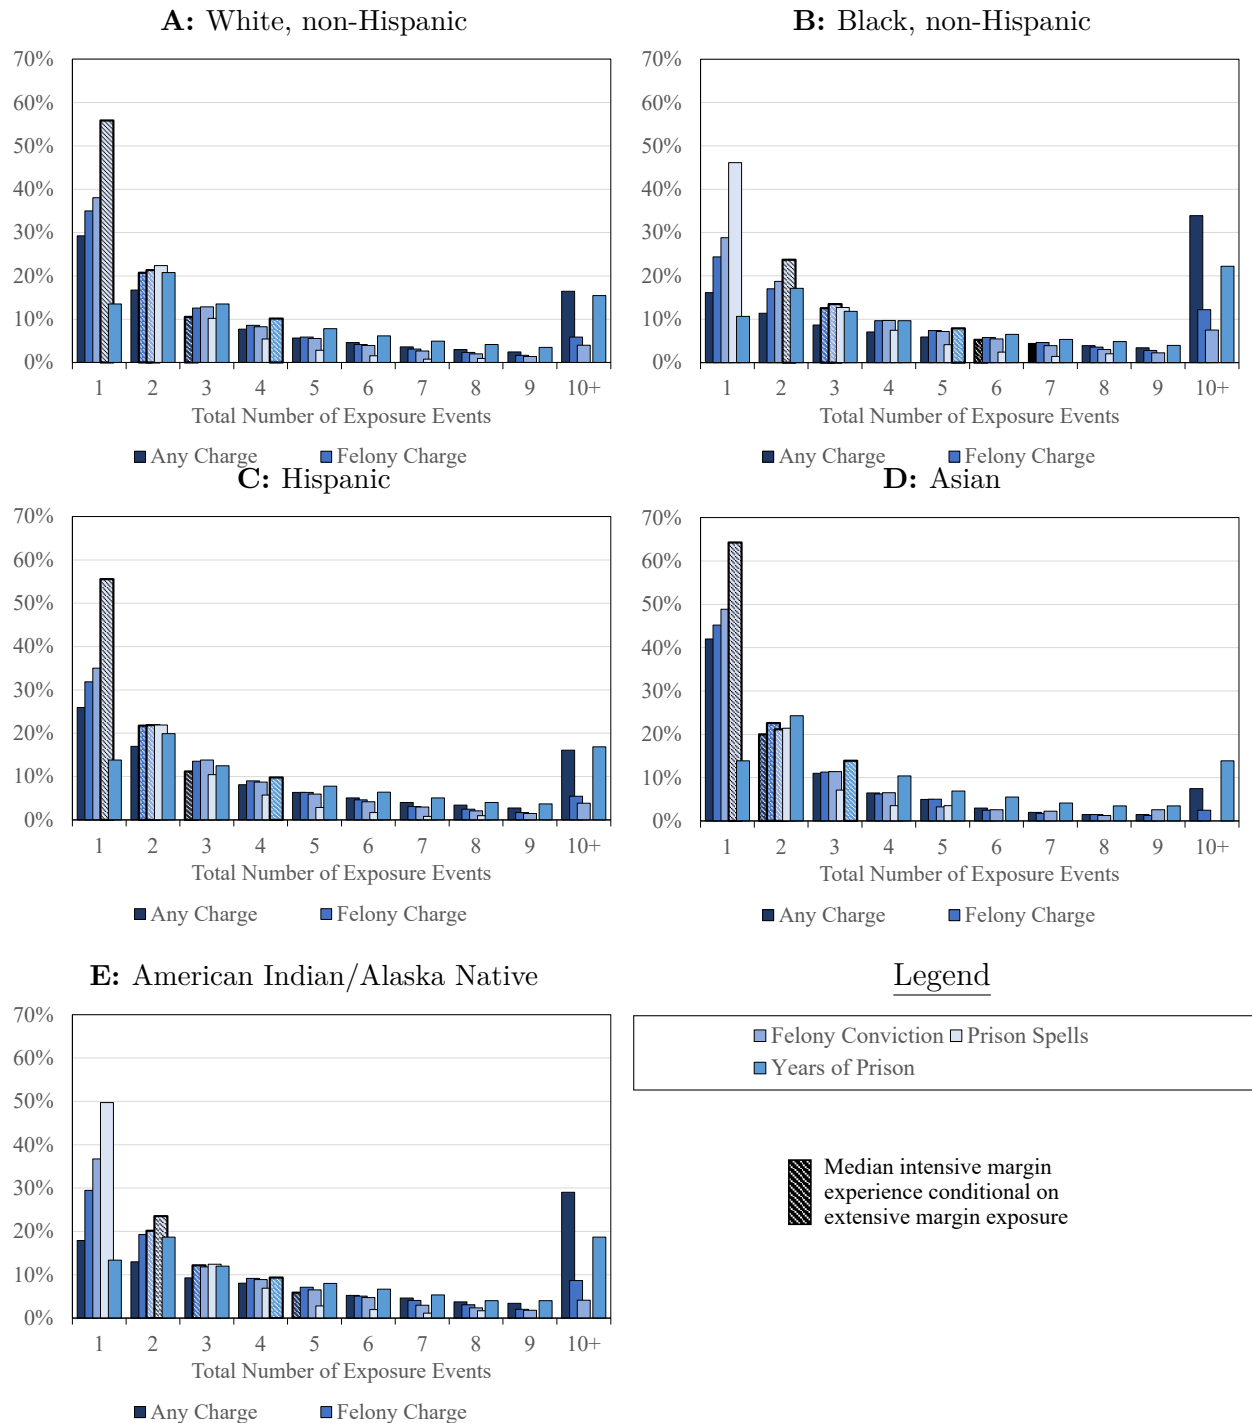 A: White, non-Hispanic
70%
60%
50%
40%
30%
20%
10%
0%
1 2 3 4 5 6 7 8 9 10+
Total Number of Exposure Events
Any Charge Felony Charge
B: Black, non-Hispanic
70%
60%
50%
40%
30%
20%
10%
0%
1 2 3 4 5 6 7 8 9 10+
Total Number of Exposure Events
Any Charge Felony Charge
C: Hispanic
70%
60%
50%
40%
30%
20%
10%
0%
1 2 3 4 5 6 7 8 9 10+
Total Number of Exposure Events
Any Charge Felony Charge
D: Asian
70%
60%
50%
40%
30%
20%
10%
0%
1 2 3 4 5 6 7 8 9 10+
Total Number of Exposure Events
Any Charge Felony Charge
E: American Indian/Alaska Native
70%
60%
50%
40%
30%
20%
10%
0%
1 2 3 4 5 6 7 8 9 10+
Total Number of Exposure Events
Any Charge Felony Charge
Legend
Felony Conviction Prison Spells
Years of Prison
Median intensive margin
experience conditional on
extensive margin exposure